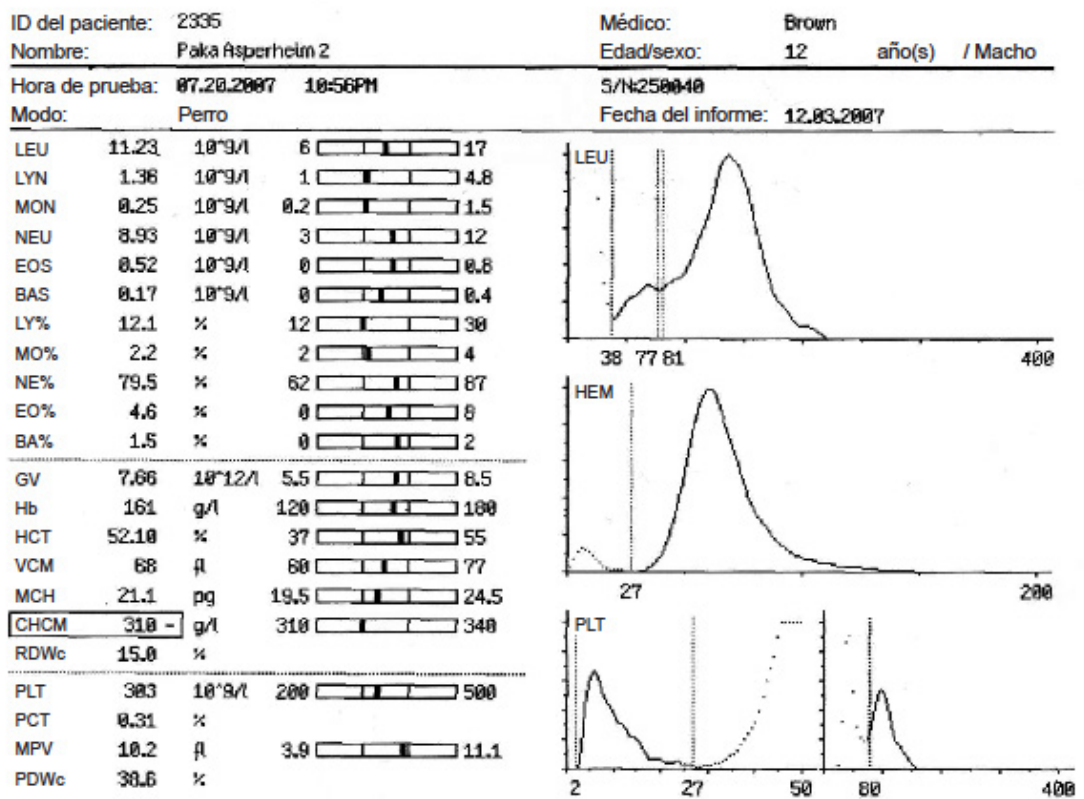 ID del paciente: 2335 Médico: Brown
Nombre: Paka Asperheim 2 Edad/sexo: 12 año(s) / Macho
Hora de prueba: 07.20.2007 10:56PM S/N:250040
Modo: Perro Fecha del informe: 12.03.2007
LEU 11.23 10^9/l 6 17
LYN 1.36 10^9/l 1 4.8
MON 0.25 10^9/l 0.2 1.5
NEU 8.93 10^9/l 3 12
EOS 0.52 10^9/l 0 0.8
BAS 0.17 10^9/l 0 0.4
LY% 12.1 % 12 30
MO% 2.2 % 2 4
NE% 79.5 % 62 87
EO% 4.6 % 0 8
BA% 1.5 % 0 2
GV 7.66 10^12/l 5.5 8.5
Hb 161 g/l 120 180
HCT 52.10 % 37 55
VCM 68 fl 60 77
MCH 21.1 pg 19.5 24.5
CHCM 310 - g/l 310 340
RDWc 15.0 %
PLT 303 10^9/l 200 500
PCT 0.31 %
MPV 10.2 fl 3.9 11.1
PDWc 38.6 %
LEU
38 77 81 400
HEM
27 200
PLT
2 27 50 80 400